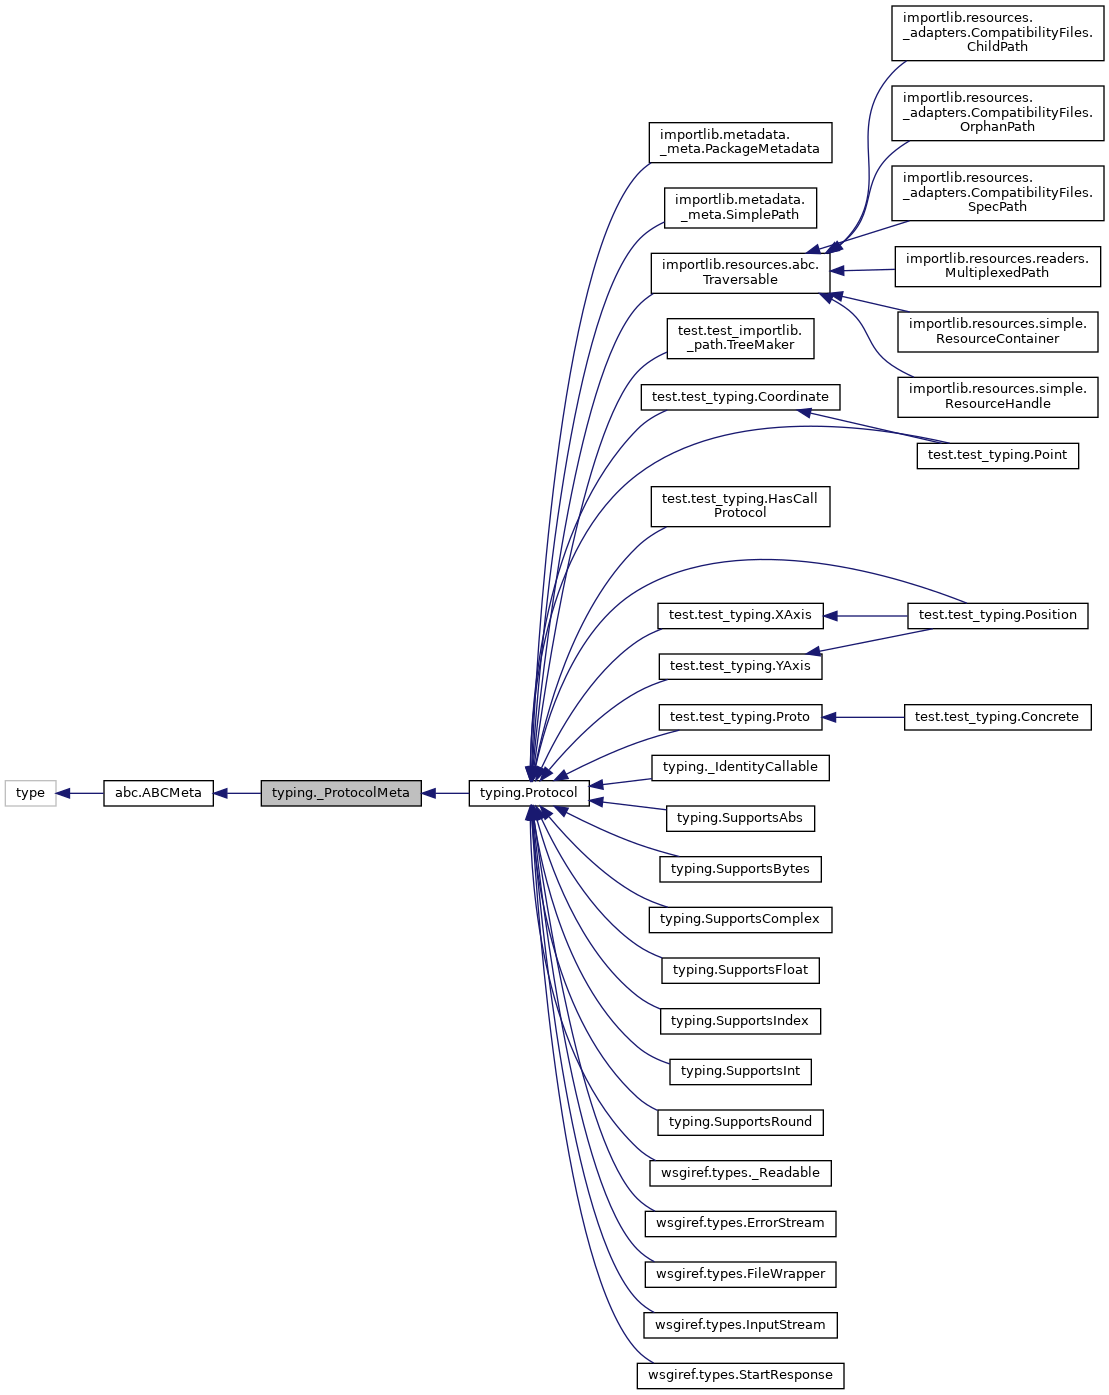 importlib.resources.
_adapters.CompatibilityFiles.
ChildPath
importlib.resources.
_adapters.CompatibilityFiles.
OrphanPath
importlib.metadata.
_meta.PackageMetadata
importlib.resources.
_adapters.CompatibilityFiles.
SpecPath
importlib.metadata.
_meta.SimplePath
importlib.resources.abc.
Traversable
importlib.resources.readers.
MultiplexedPath
importlib.resources.simple.
ResourceContainer
test.test_importlib.
_path.TreeMaker
importlib.resources.simple.
ResourceHandle
test.test_typing.Coordinate
test.test_typing.Point
test.test_typing.HasCall
Protocol
test.test_typing.XAxis
test.test_typing.Position
test.test_typing.YAxis
test.test_typing.Proto
test.test_typing.Concrete
typing._IdentityCallable
type
abc.ABCMeta
typing._ProtocolMeta
typing.Protocol
typing.SupportsAbs
typing.SupportsBytes
typing.SupportsComplex
typing.SupportsFloat
typing.SupportsIndex
typing.SupportsInt
typing.SupportsRound
wsgiref.types._Readable
wsgiref.types.ErrorStream
wsgiref.types.FileWrapper
wsgiref.types.InputStream
wsgiref.types.StartResponse